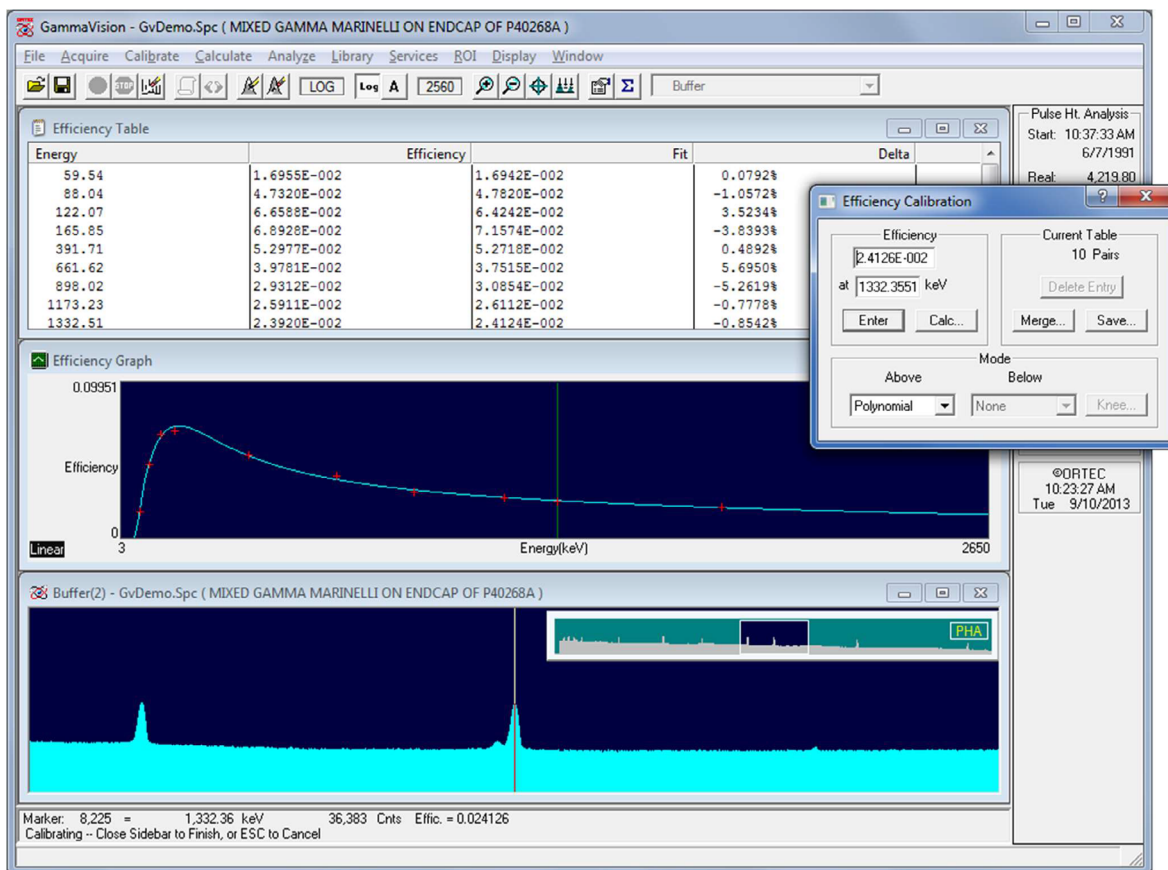 GammaVision - GvDemo.Spc ( MIXED GAMMA MARINELLI ON ENDCAP OF P40268A )
File Acquire Calibrate Calculate Analyze Library Services ROI Display Window
STOP LOG Log A 2560 Σ Buffer
Efficiency Table
Energy Efficiency Fit Delta
59.54 1.6955E-002 1.6942E-002 0.0792%
88.04 4.7320E-002 4.7820E-002 -1.0572%
122.07 6.6588E-002 6.4242E-002 3.5234%
165.85 6.8928E-002 7.1574E-002 -3.8393%
391.71 5.2977E-002 5.2718E-002 0.4892%
661.62 3.9781E-002 3.7515E-002 5.6950%
898.02 2.9312E-002 3.0854E-002 -5.2619%
1173.23 2.5911E-002 2.6112E-002 -0.7778%
1332.51 2.3920E-002 2.4124E-002 -0.8542%
Pulse Ht. Analysis
Start: 10:37:33 AM
6/7/1991
Real: 4,219.80
Efficiency Calibration
Efficiency
2.4126E-002
at 1332.3551 keV
Enter Calc...
Current Table
10 Pairs
Delete Entry
Merge... Save...
Mode
Above Below
Polynomial None Knee...
©ORTEC
10:23:27 AM
Tue 9/10/2013
Efficiency Graph
0.09951
Efficiency
0
Linear 3 Energy(keV) 2650
Buffer(2) - GvDemo.Spc ( MIXED GAMMA MARINELLI ON ENDCAP OF P40268A )
PHA
Marker: 8,225 = 1,332.36 keV 36,383 Cnts Effic. = 0.024126
Calibrating -- Close Sidebar to Finish, or ESC to Cancel